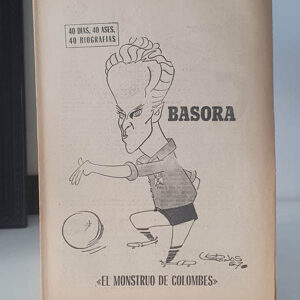 40 DIAS, 40 ASES,
40 BIOGRAFIAS
BASORA
«EL MONSTRUO DE COLOMBES»